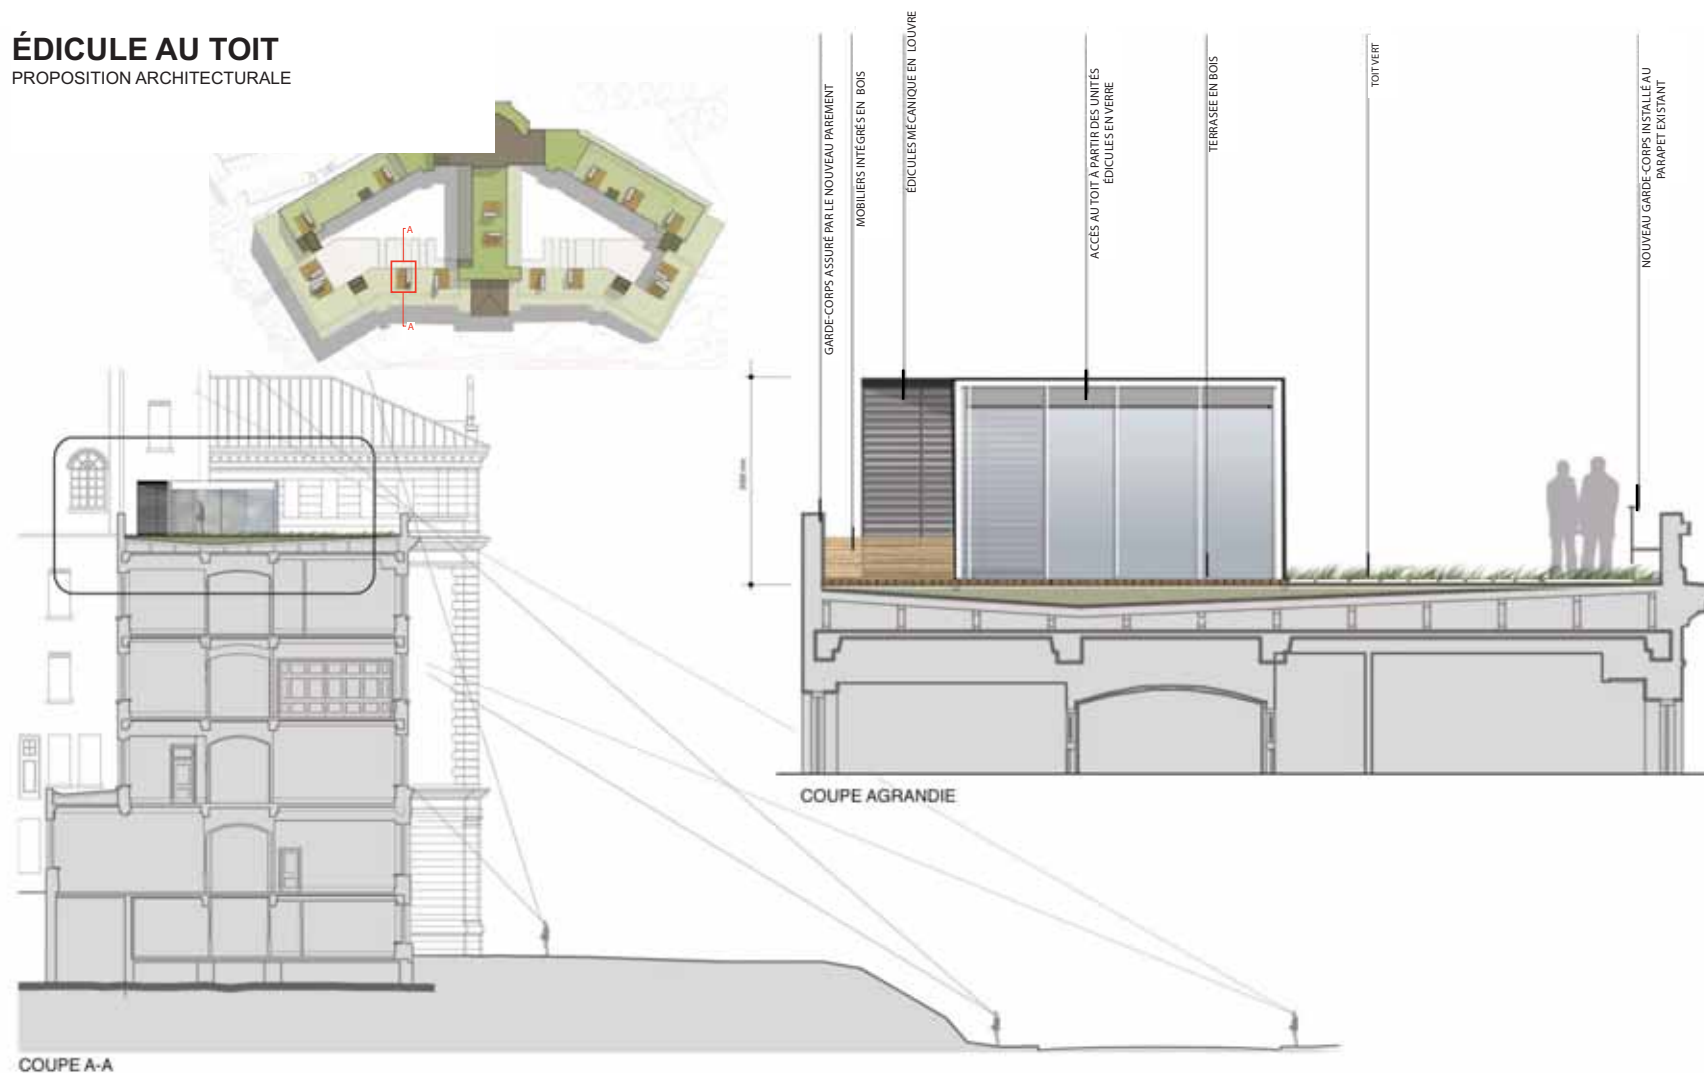 ÉDICULE AU TOIT
PROPOSITION ARCHITECTURALE
GARDE-CORPS ASSURÉ PAR LE NOUVEAU PAREMENT
MOBILIERS INTÉGRÉS EN BOIS
ÉDICULES MÉCANIQUE EN LOUVRE
ACCÈS AU TOIT À PARTIR DES UNITÉS
ÉDICULES EN VERRE
TERRASEE EN BOIS
TOIT VERT
NOUVEAU GARDE-CORPS INSTALLÉ AU
PARAPET EXISTANT
A
A
COUPE AGRANDIE
COUPE A-A